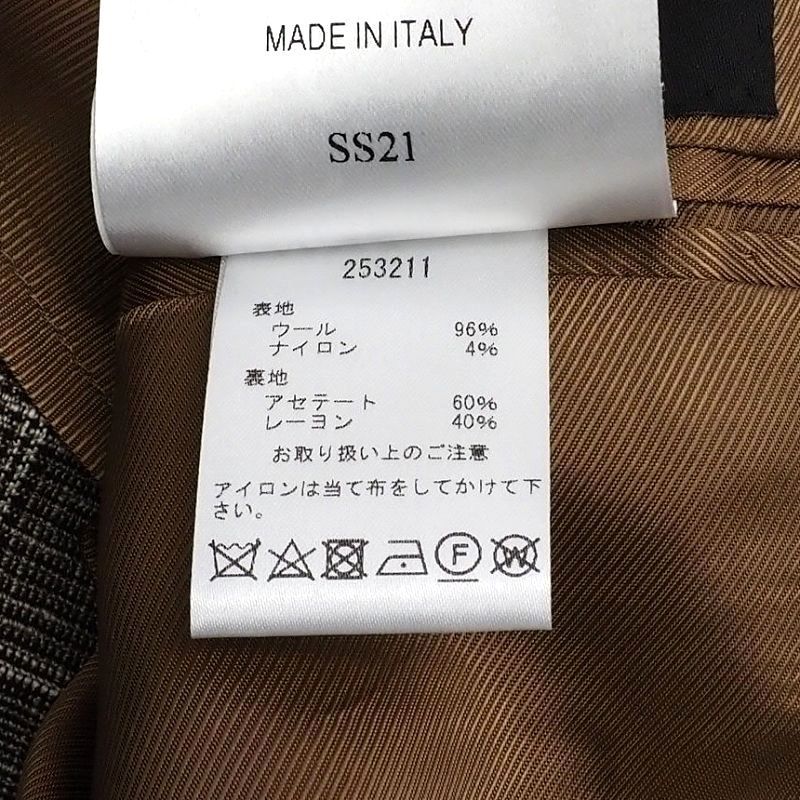 MADE IN ITALY
SS21
253211
表地
ウール 96%
ナイロン 4%
裏地
アセテート 60%
レーヨン 40%
お取り扱い上のご注意
アイロンは当て布をしてかけて下
さい。
F W